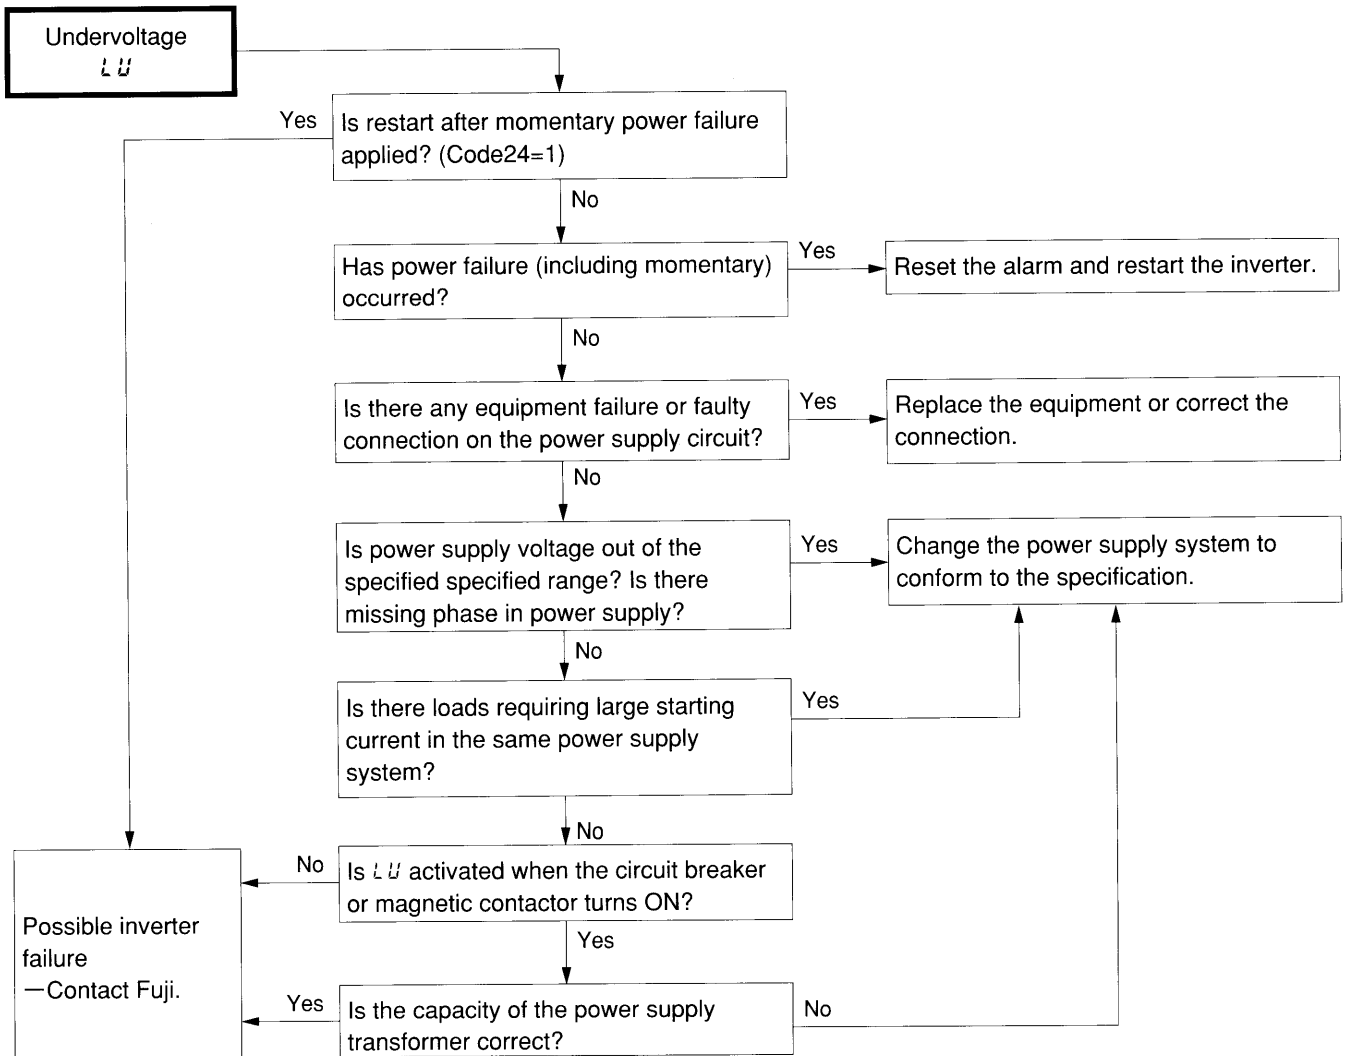 Undervoltage
LU
Yes
Is restart after momentary power failure
applied? (Code24=1)
No
Has power failure (including momentary)
occurred?
Yes
Reset the alarm and restart the inverter.
No
Is there any equipment failure or faulty
connection on the power supply circuit?
Yes
Replace the equipment or correct the
connection.
No
Is power supply voltage out of the
specified specified range? Is there
missing phase in power supply?
Yes
Change the power supply system to
conform to the specification.
No
Is there loads requiring large starting
current in the same power supply
system?
Yes
No
No
Is LU activated when the circuit breaker
or magnetic contactor turns ON?
Yes
Possible inverter
failure
—Contact Fuji.
Yes
Is the capacity of the power supply
transformer correct?
No